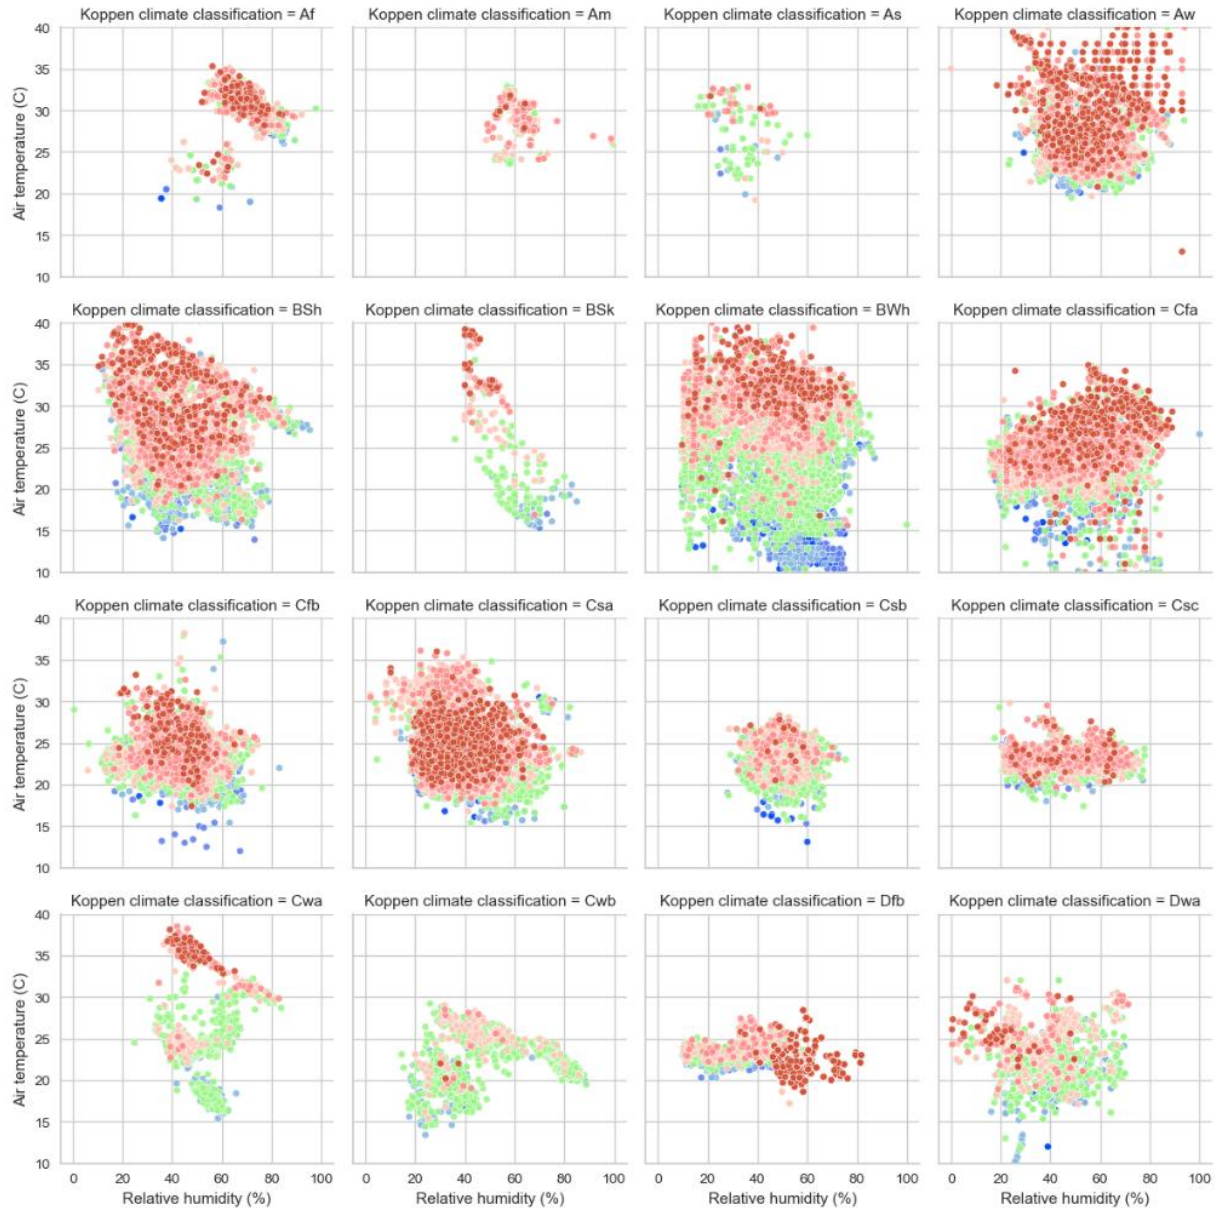 Koppen climate classification = Af
Koppen climate classification = Am
Koppen climate classification = As
Koppen climate classification = Aw
40
35
30
25
20
15
10
Air temperature (C)
Koppen climate classification = BSh
Koppen climate classification = BSk
Koppen climate classification = BWh
Koppen climate classification = Cfa
40
35
30
25
20
15
10
Air temperature (C)
Koppen climate classification = Cfb
Koppen climate classification = Csa
Koppen climate classification = Csb
Koppen climate classification = Csc
40
35
30
25
20
15
10
Air temperature (C)
Koppen climate classification = Cwa
Koppen climate classification = Cwb
Koppen climate classification = Dfb
Koppen climate classification = Dwa
40
35
30
25
20
15
10
Air temperature (C)
0 20 40 60 80 100
0 20 40 60 80 100
0 20 40 60 80 100
0 20 40 60 80 100
Relative humidity (%)
Relative humidity (%)
Relative humidity (%)
Relative humidity (%)